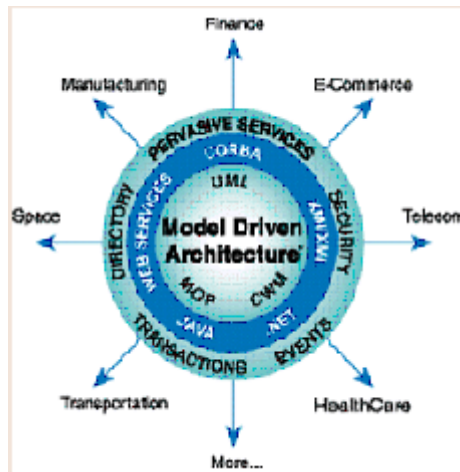 Finance
Manufacturing
E-Commerce
PERVASIVE SERVICES
CORBA
UML
DIRECTORY
WEB SERVICES
XMI/XML
SECURITY
Space
Model Driven
Architecture
Telecom
MOF
CWM
JAVA
.NET
TRANSACTIONS
EVENTS
Transportation
HealthCare
More...